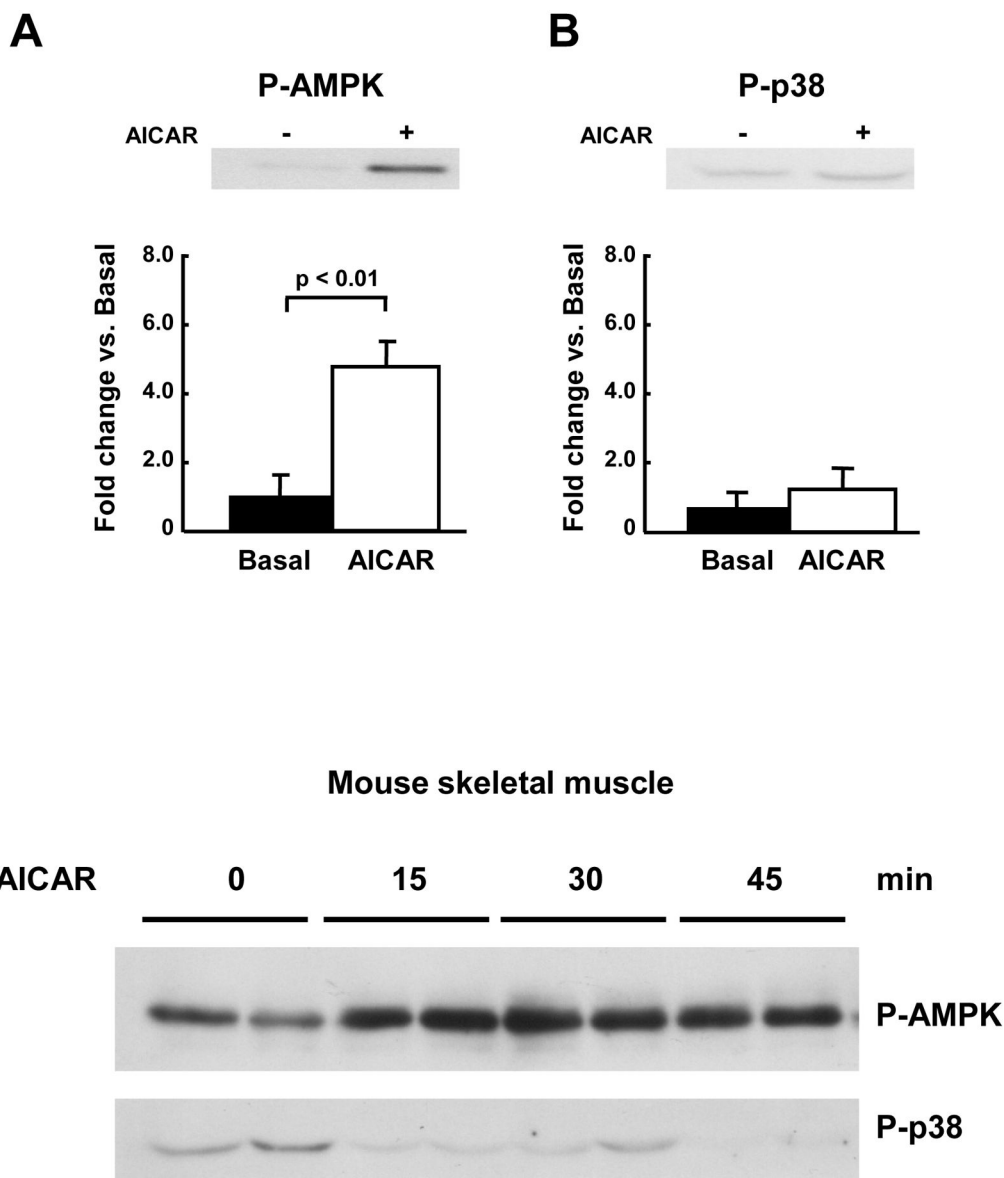 A
P-AMPK
AICAR - +
Fold change vs. Basal
8.0
6.0
4.0
2.0
0
p < 0.01
Basal AICAR
B
P-p38
AICAR - +
Fold change vs. Basal
8.0
6.0
4.0
2.0
0
Basal AICAR
Mouse skeletal muscle
AICAR 0 15 30 45 min
P-AMPK
P-p38